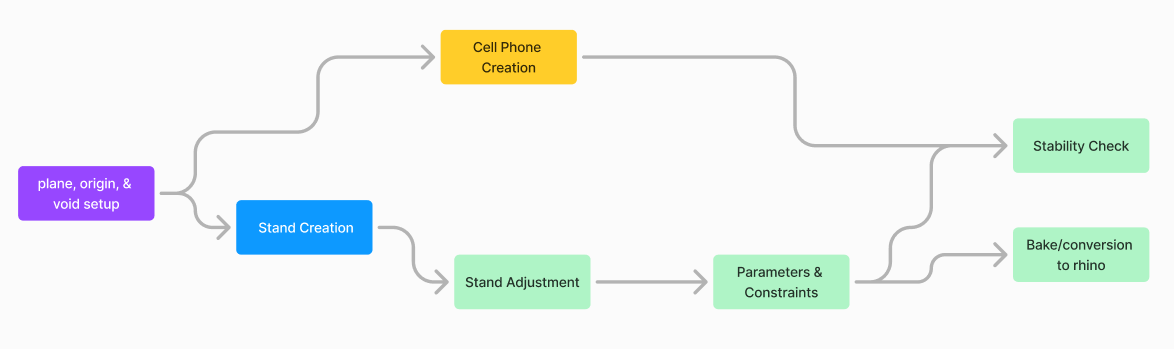 Cell Phone
Creation
Stability Check
plane, origin, &
void setup
Stand Creation
Bake/conversion
to rhino
Stand Adjustment
Parameters &
Constraints